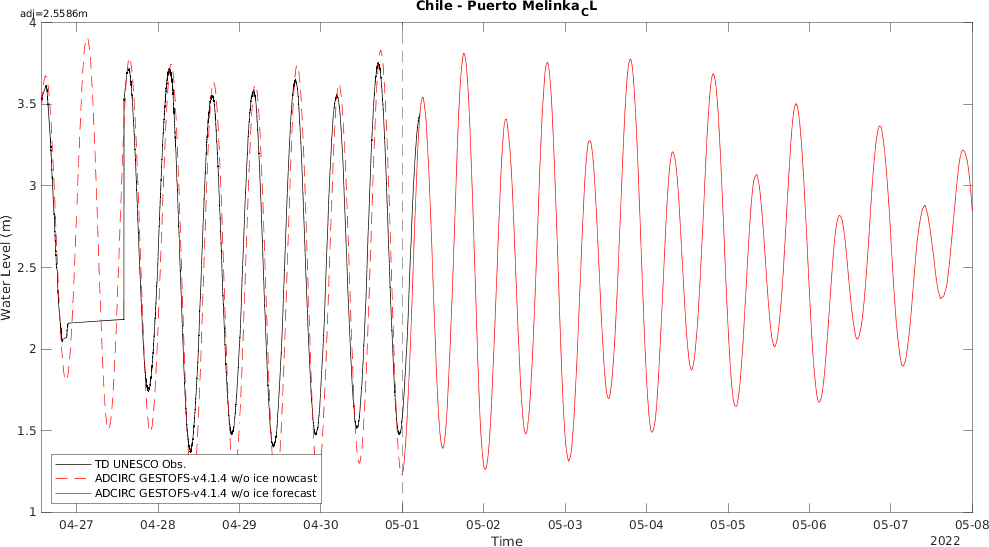 Chile - Puerto MelinkaCL
adj=2.5586m
4
3.5
3
2.5
2
1.5
1
Water Level (m)
TD UNESCO Obs.
ADCIRC GESTOFS-v4.1.4 w/o ice nowcast
ADCIRC GESTOFS-v4.1.4 w/o ice forecast
04-27 04-28 04-29 04-30 05-01 05-02 05-03 05-04 05-05 05-06 05-07 05-08
Time
2022